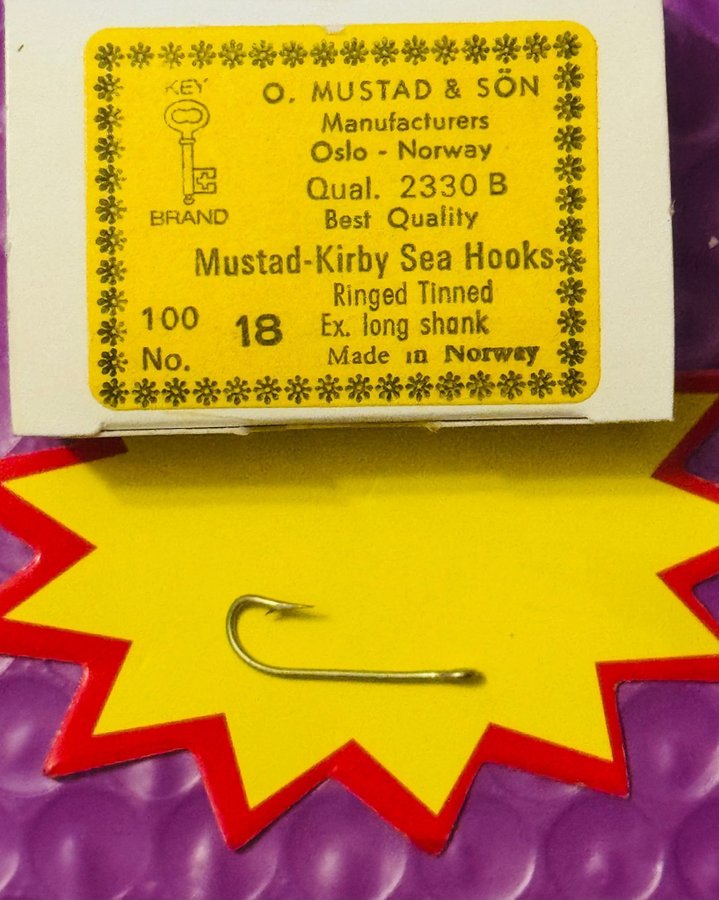 KEY
BRAND
O. MUSTAD & SÖN
Manufacturers
Oslo - Norway
Qual. 2330 B
Best Quality
Mustad-Kirby Sea Hooks
Ringed Tinned
100 No. 18
Ex. long shank
Made in Norway